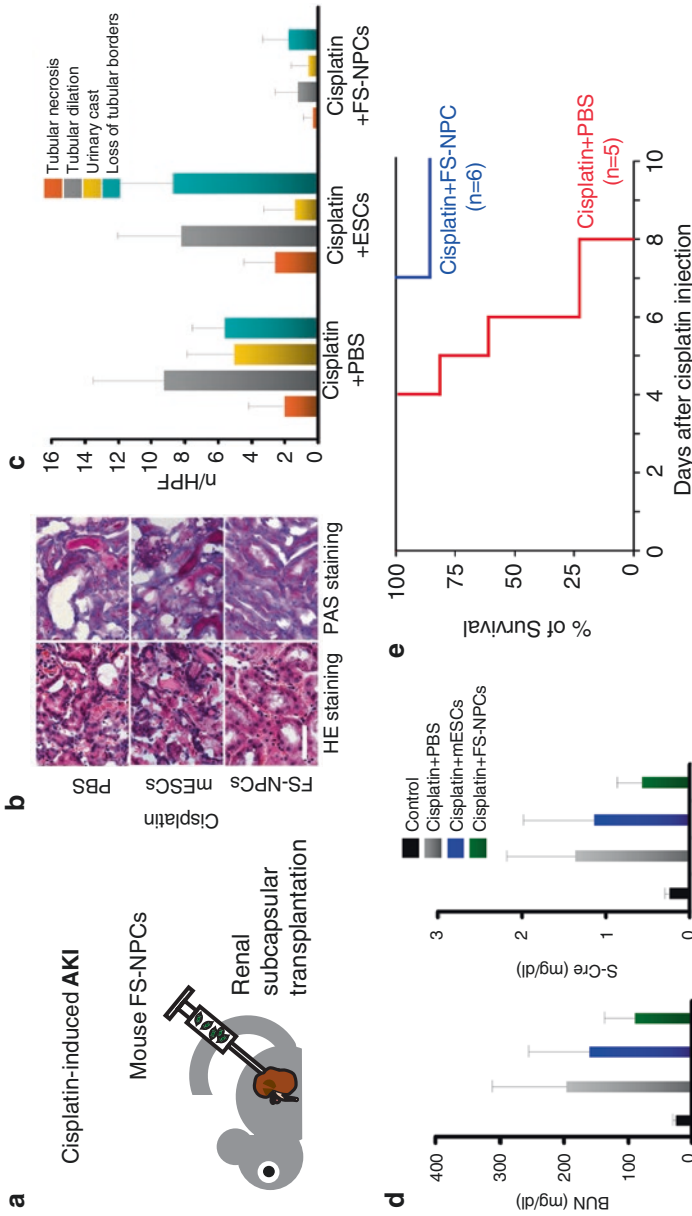 a
Cisplatin-induced AKI
Mouse FS-NPCs
Renal
subcapsular
transplantation
b
Cisplatin
PBS
mESCs
FS-NPCs
HE staining
PAS staining
c
n/HPF
16
14
12
10
8
6
4
2
0
Tubular necrosis
Tubular dilation
Urinary cast
Loss of tubular borders
Cisplatin
+PBS
Cisplatin
+ESCs
Cisplatin
+FS-NPCs
d
BUN (mg/dl)
400
300
200
100
0
S-Cre (mg/dl)
3
2
1
0
Control
Cisplatin+PBS
Cisplatin+mESCs
Cisplatin+FS-NPCs
e
% of Survival
100
75
50
25
0
Cisplatin+FS-NPC
(n=6)
Cisplatin+PBS
(n=5)
0
2
4
6
8
10
Days after cisplatin injection